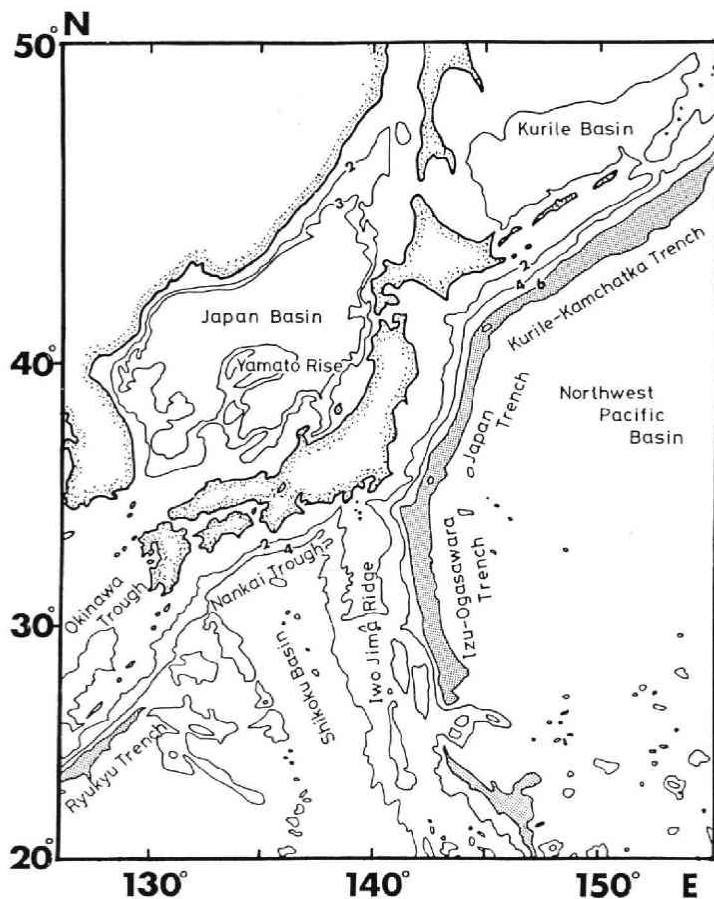 50° N
Kurile Basin
2
3
2
4 6
Kurile-Kamchatka Trench
Japan Basin
40°
Yamato Rise
Northwest
Pacific
Basin
Japan Trench
2 4
Nankai Trough
Okinawa
Trough
Izu-Ogasawara
Trench
30°
Iwo Jima Ridge
Shikoku Basin
Ryukyu Trench
20°
130° 140° 150° E